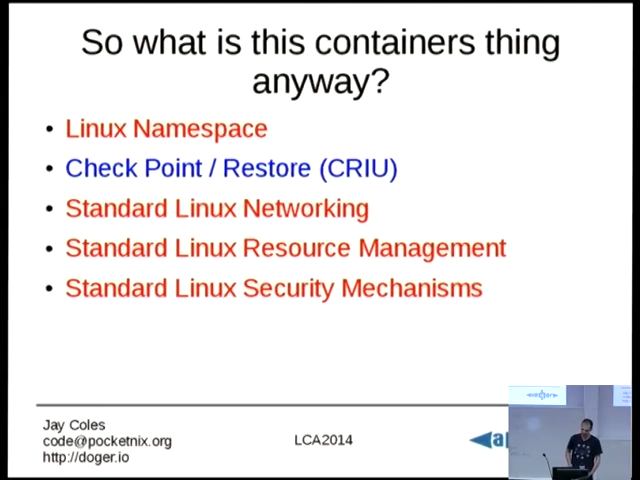 So what is this containers thing
anyway?
• Linux Namespace
• Check Point / Restore (CRIU)
• Standard Linux Networking
• Standard Linux Resource Management
• Standard Linux Security Mechanisms
Jay Coles
code@pocketnix.org
http://doger.io
LCA2014